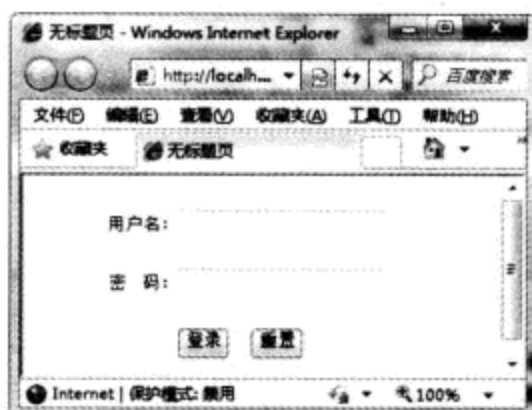 无标题页 - Windows Internet Explorer
http://localh... 百度搜索
文件(F) 编辑(E) 查看(V) 收藏夹(A) 工具(T) 帮助(H)
收藏夹 无标题页
用户名:
密 码:
登录 重置
Internet | 保护模式: 禁用 100%